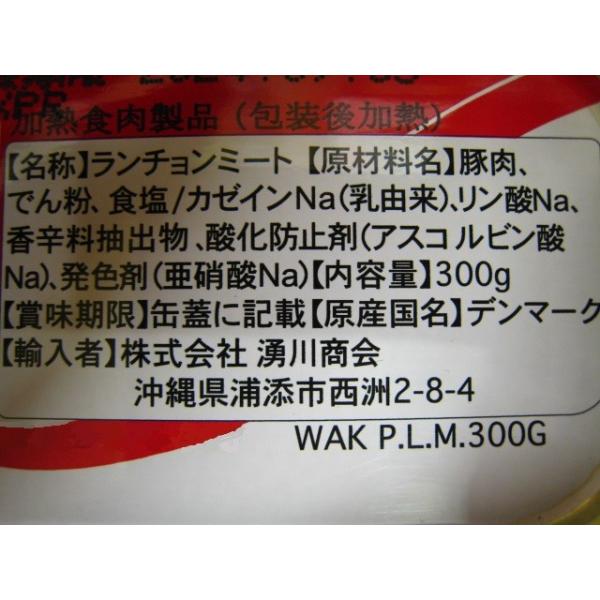 加熱食肉製品(包装後加熱)
【名称】ランチョンミート【原材料名】豚肉、
でん粉、食塩/カゼインNa(乳由来)、リン酸Na、
香辛料抽出物、酸化防止剤(アスコルビン酸
Na)、発色剤(亜硝酸Na)【内容量】300g
【賞味期限】缶蓋に記載【原産国名】デンマーク
【輸入者】株式会社 湧川商会
沖縄県浦添市西洲2-8-4
WAK P.L.M.300G